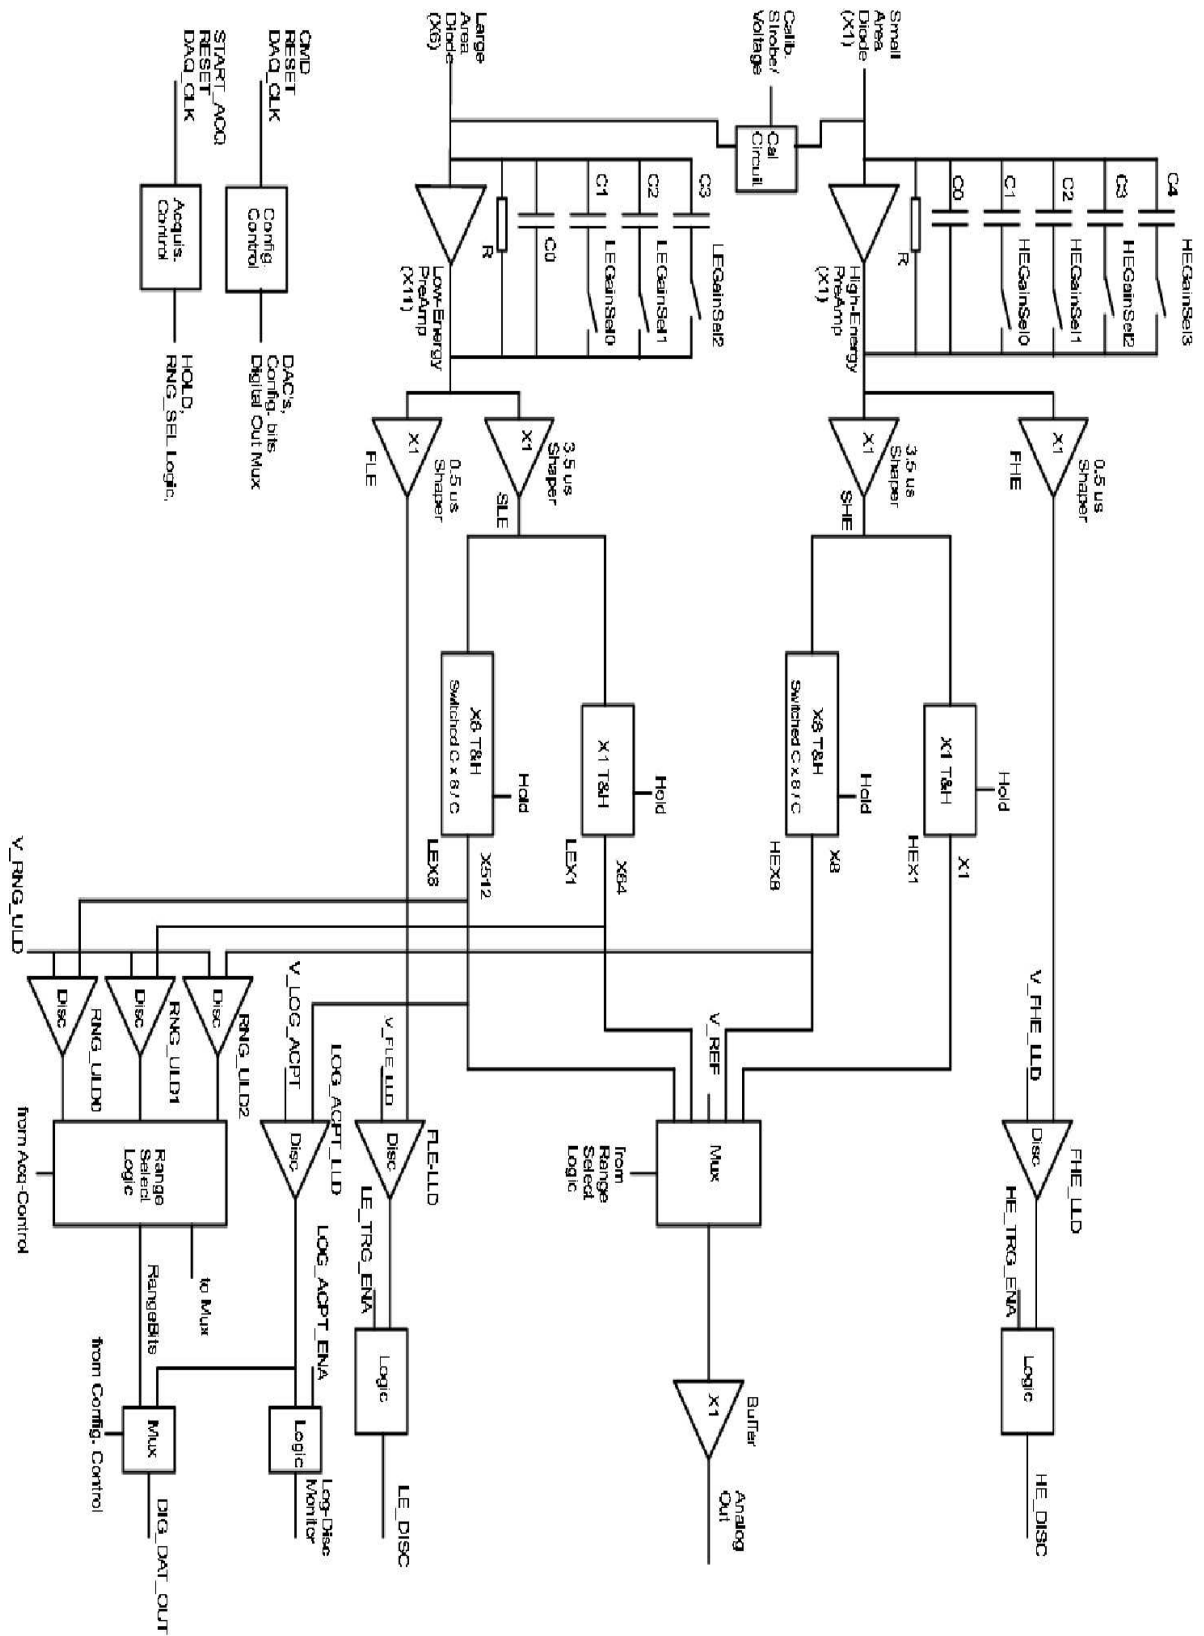 Small
Area
Diode
(X1)
Calib.
Strobe/
Voltage
Large
Area
Diode
(X6)
CMD
RESET
DAQ_CLK
START_ACQ
RESET
DAQ_CLK
Cal
Circuit
Config.
Control
Acquis.
Control
DAC's,
Config. bits
Digital Out Mux
HOLD,
RNG_SEL Logic,
C4
HEGainSel3
C3
HEGainSel2
C2
HEGainSel1
C1
HEGainSel0
C0
R
High-Energy
PreAmp
(X1)
C3
LEGainSel2
C2
LEGainSel1
C1
LEGainSel0
C0
R
Low-Energy
PreAmp
(X11)
0.5 us
Shaper
X1
FHE
3.5 us
Shaper
X1
SHE
3.5 us
Shaper
X1
SLE
0.5 us
Shaper
X1
FLE
Hold
X1 T&H
X1
HEX1
Hold
X8 T&H
Switched C x 8 / C
X8
HEX8
Hold
X1 T&H
X64
LEX1
Hold
X8 T&H
Switched C x 8 / C
X512
LEX8
V_RNG_ULD
Disc
RNG_ULD2
Disc
RNG_ULD1
Disc
RNG_ULD0
V_FHE_LLD
Disc
FHE_LLD
HE_TRG_ENA
Logic
HE_DISC
V_REF
Mux
from
Range
Select
Logic
Buffer
X1
Analog
Out
V_FLE_LLD
Disc
FLE-LLD
LE_TRG_ENA
Logic
LE_DISC
V_LOG_ACPT
LOG_ACPT_LLD
Disc
LOG_ACPT_ENA
Logic
Log-Disc
Monitor
Range
Select
Logic
from Acq-Control
to Mux
RangeBits
Mux
from Config. Control
DIG_DAT_OUT